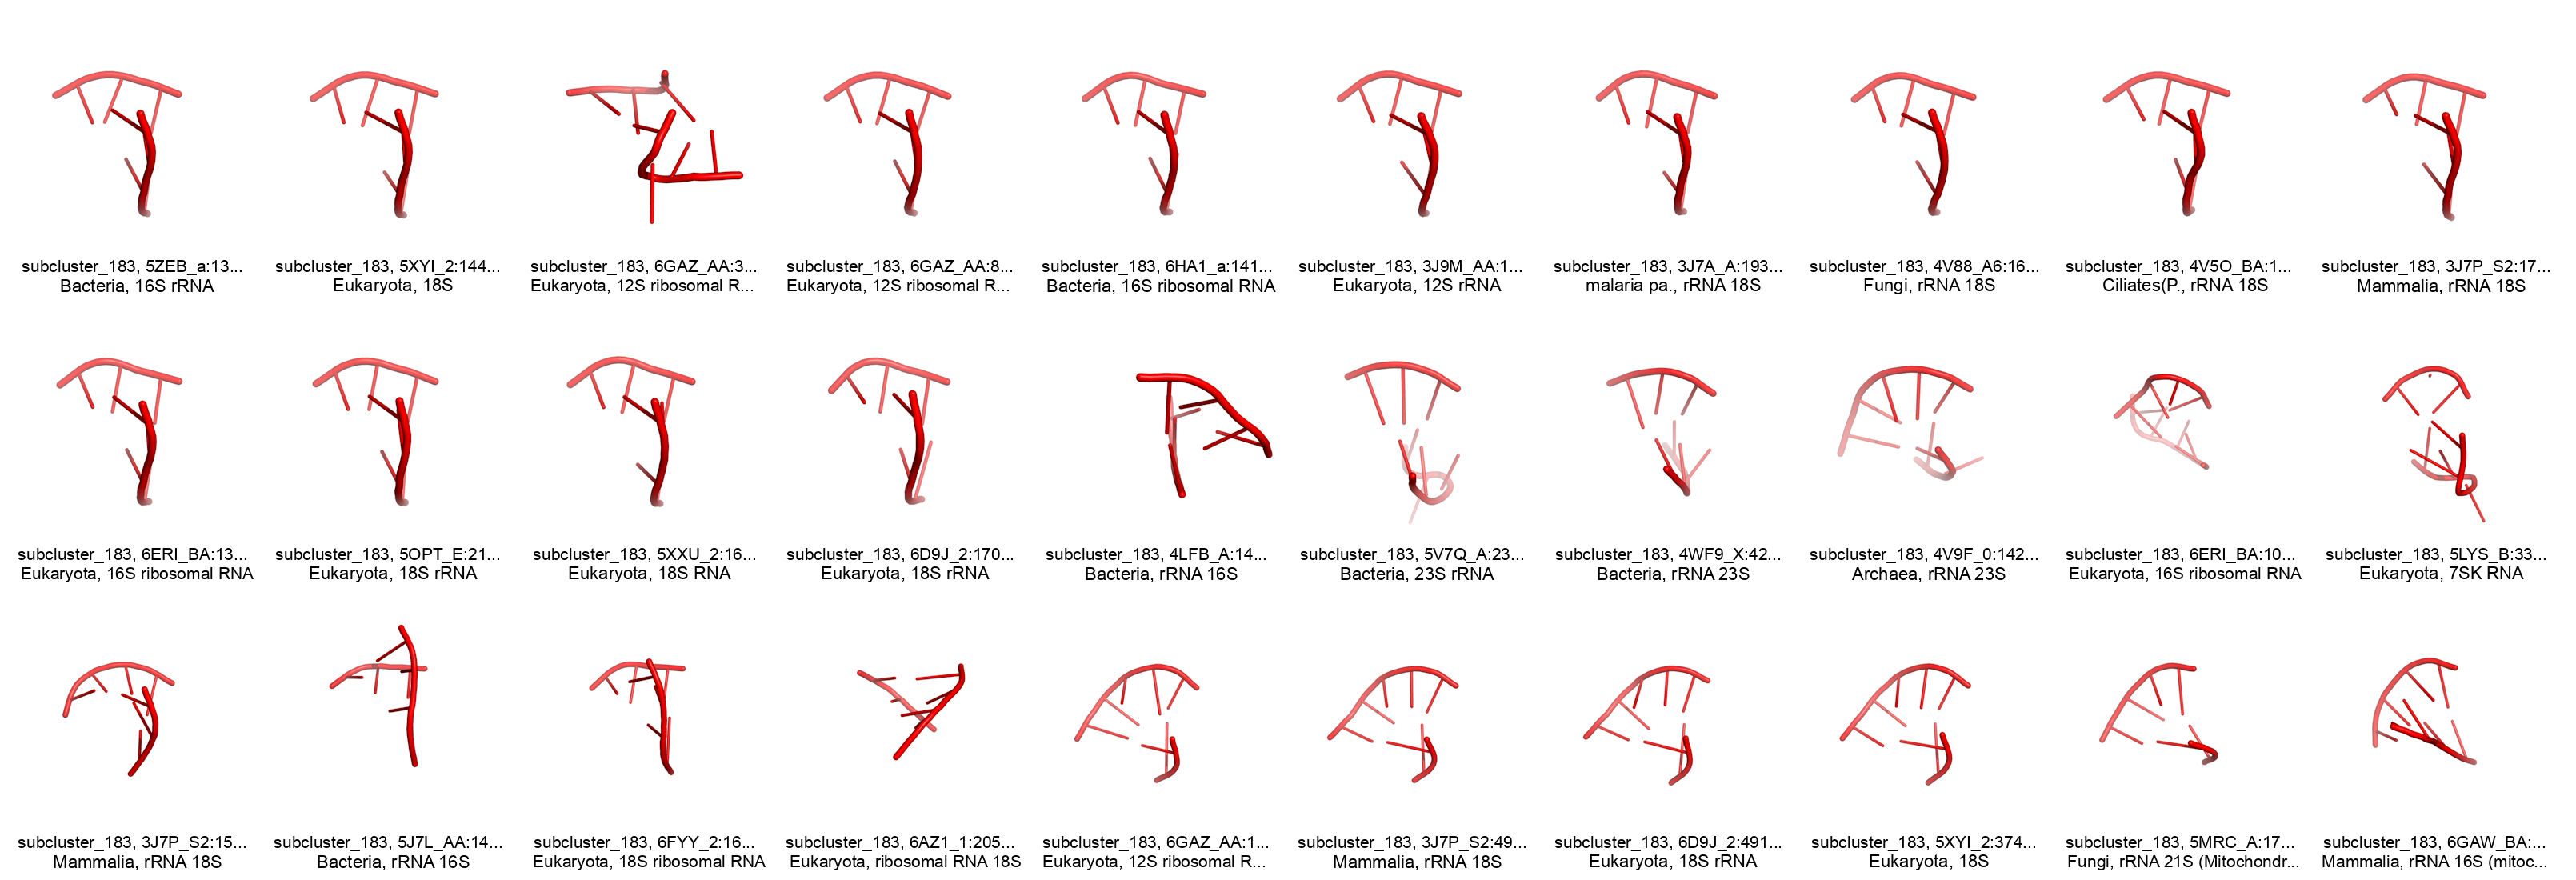 subcluster_183, 5ZEB_a:13...
Bacteria, 16S rRNA
subcluster_183, 5XYI_2:144...
Eukaryota, 18S
subcluster_183, 6GAZ_AA:3...
Eukaryota, 12S ribosomal R...
subcluster_183, 6GAZ_AA:8...
Eukaryota, 12S ribosomal R...
subcluster_183, 6HA1_a:141...
Bacteria, 16S ribosomal RNA
subcluster_183, 3J9M_AA:1...
Eukaryota, 12S rRNA
subcluster_183, 3J7A_A:193...
malaria pa., rRNA 18S
subcluster_183, 4V88_A6:16...
Fungi, rRNA 18S
subcluster_183, 4V5O_BA:1...
Ciliates(P., rRNA 18S
subcluster_183, 3J7P_S2:17...
Mammalia, rRNA 18S
subcluster_183, 6ERI_BA:13...
Eukaryota, 16S ribosomal RNA
subcluster_183, 5OPT_E:21...
Eukaryota, 18S rRNA
subcluster_183, 5XXU_2:16...
Eukaryota, 18S RNA
subcluster_183, 6D9J_2:170...
Eukaryota, 18S rRNA
subcluster_183, 4LFB_A:14...
Bacteria, rRNA 16S
subcluster_183, 5V7Q_A:23...
Bacteria, 23S rRNA
subcluster_183, 4WF9_X:42...
Bacteria, rRNA 23S
subcluster_183, 4V9F_0:142...
Archaea, rRNA 23S
subcluster_183, 6ERI_BA:10...
Eukaryota, 16S ribosomal RNA
subcluster_183, 5LYS_B:33...
Eukaryota, 7SK RNA
subcluster_183, 3J7P_S2:15...
Mammalia, rRNA 18S
subcluster_183, 5J7L_AA:14...
Bacteria, rRNA 16S
subcluster_183, 6FYY_2:16...
Eukaryota, 18S ribosomal RNA
subcluster_183, 6AZ1_1:205...
Eukaryota, ribosomal RNA 18S
subcluster_183, 6GAZ_AA:1...
Eukaryota, 12S ribosomal R...
subcluster_183, 3J7P_S2:49...
Mammalia, rRNA 18S
subcluster_183, 6D9J_2:491...
Eukaryota, 18S rRNA
subcluster_183, 5XYI_2:374...
Eukaryota, 18S
subcluster_183, 5MRC_A:17...
Fungi, rRNA 21S (Mitochondr...
subcluster_183, 6GAW_BA:...
Mammalia, rRNA 16S (mitoc...